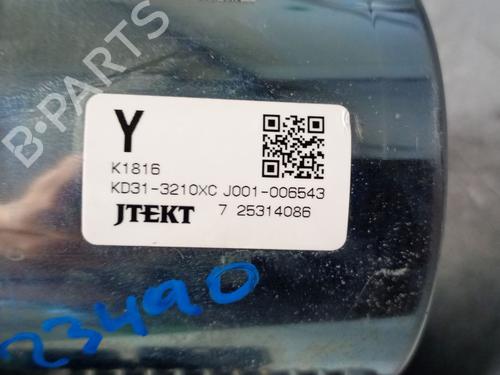 B-PARTS
Y
K1816
KD31-3210XC J001-006543
JTEKT 7 25314086
23490